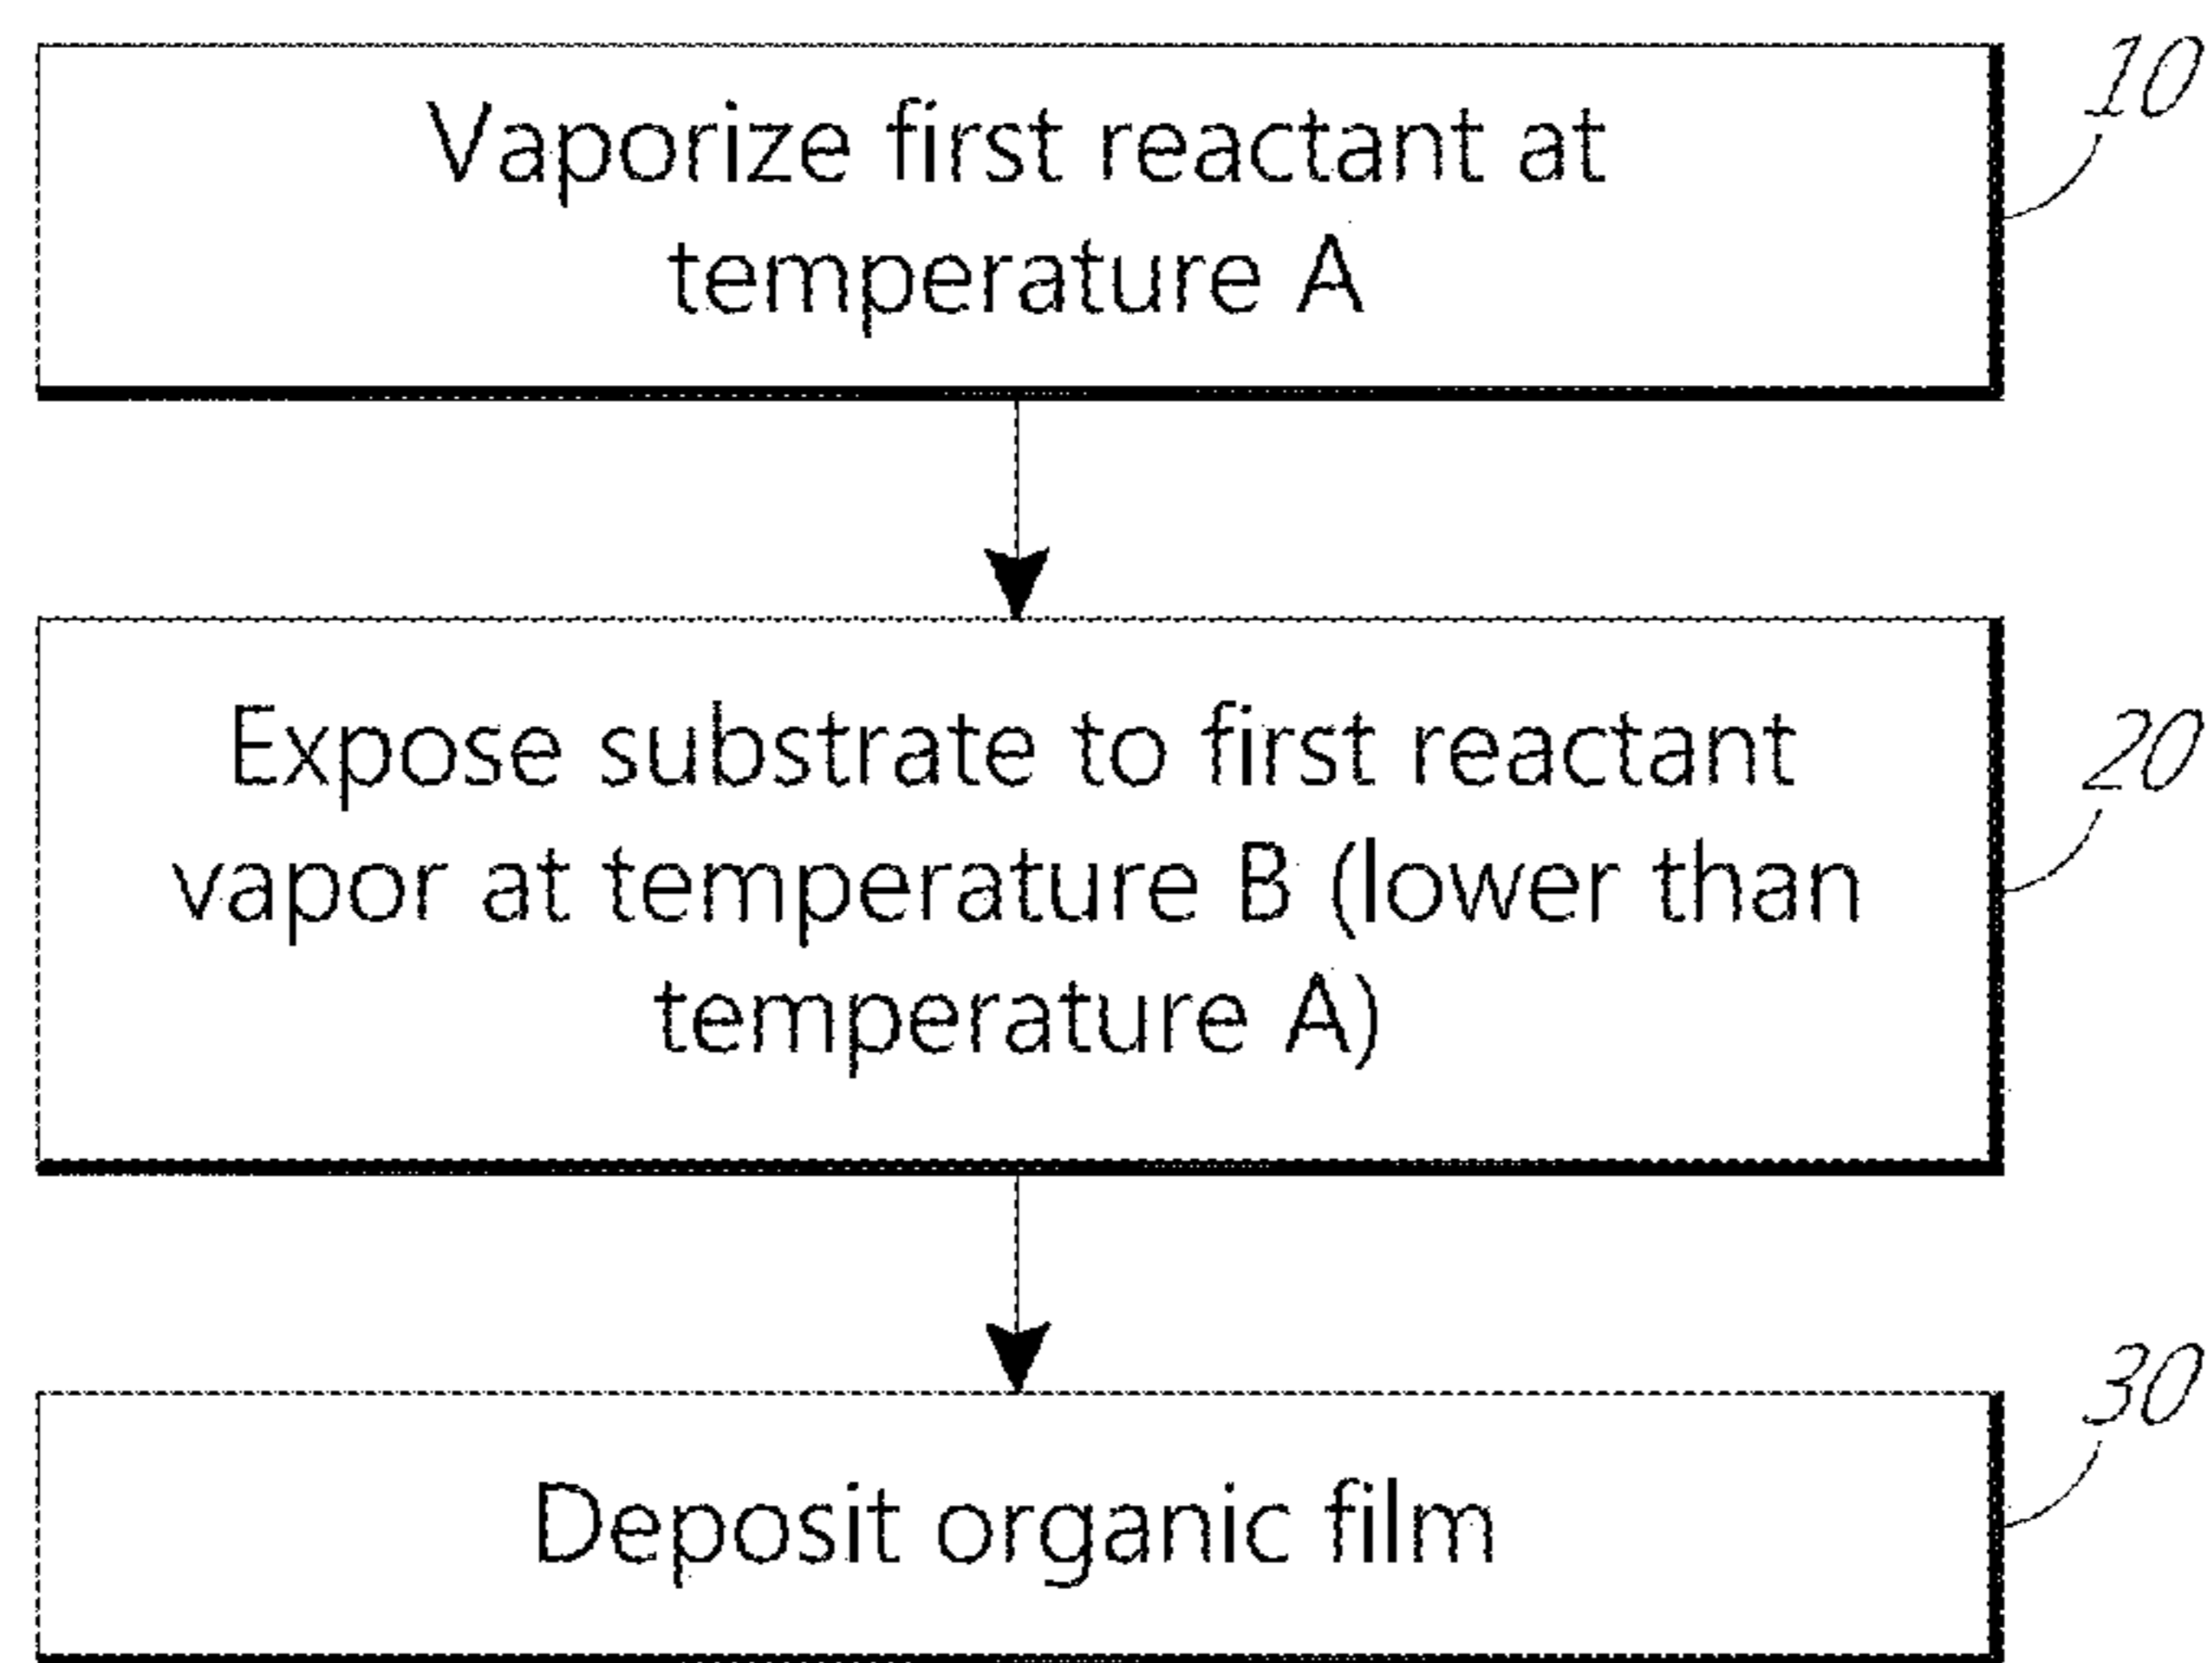 Vaporize first reactant at
temperature A
10
Expose substrate to first reactant
vapor at temperature B (lower than
temperature A)
20
Deposit organic film
30